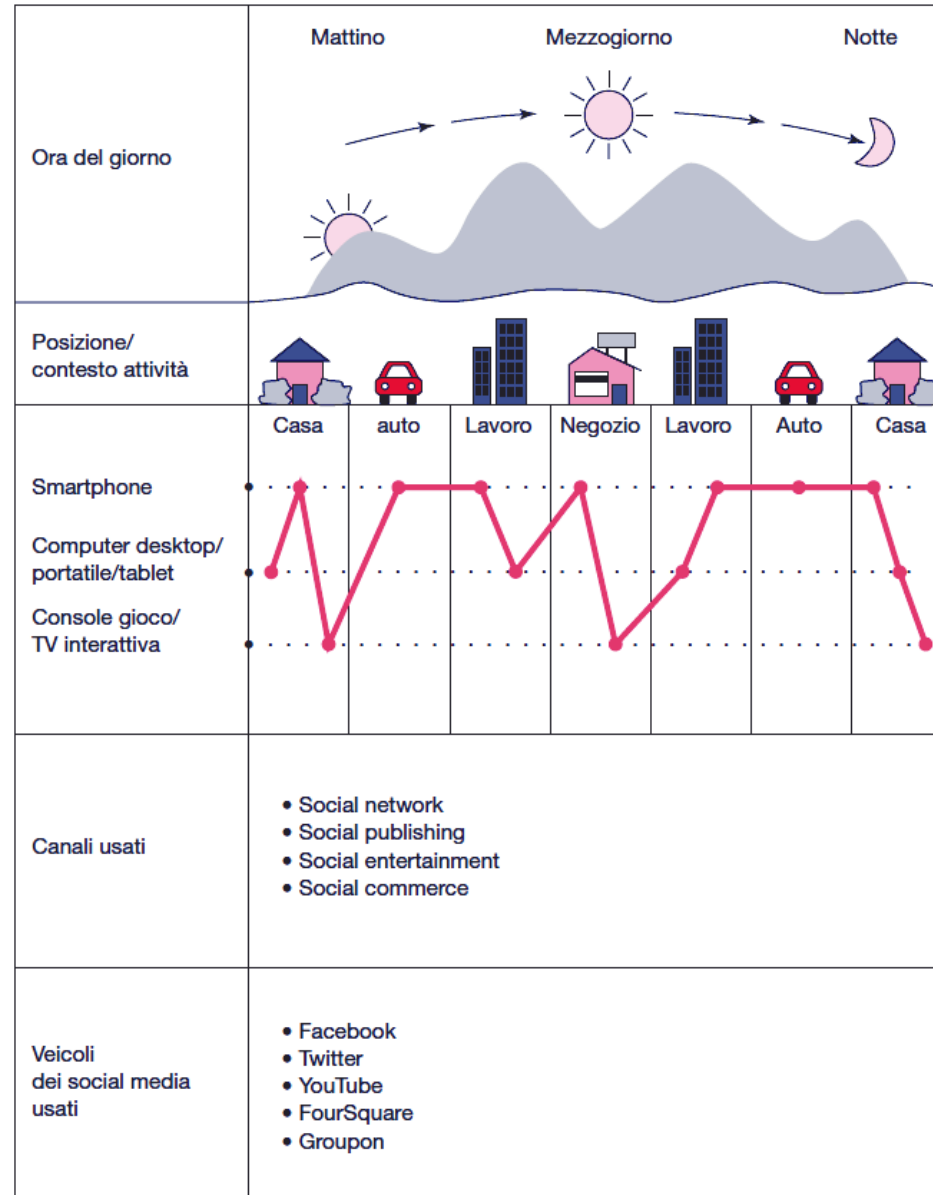 Mattino Mezzogiorno Notte
Ora del giorno
Posizione/
contesto attività
Casa auto Lavoro Negozio Lavoro Auto Casa
Smartphone
Computer desktop/
portatile/tablet
Console gioco/
TV interattiva
Canali usati
• Social network
• Social publishing
• Social entertainment
• Social commerce
Veicoli
dei social media
usati
• Facebook
• Twitter
• YouTube
• FourSquare
• Groupon